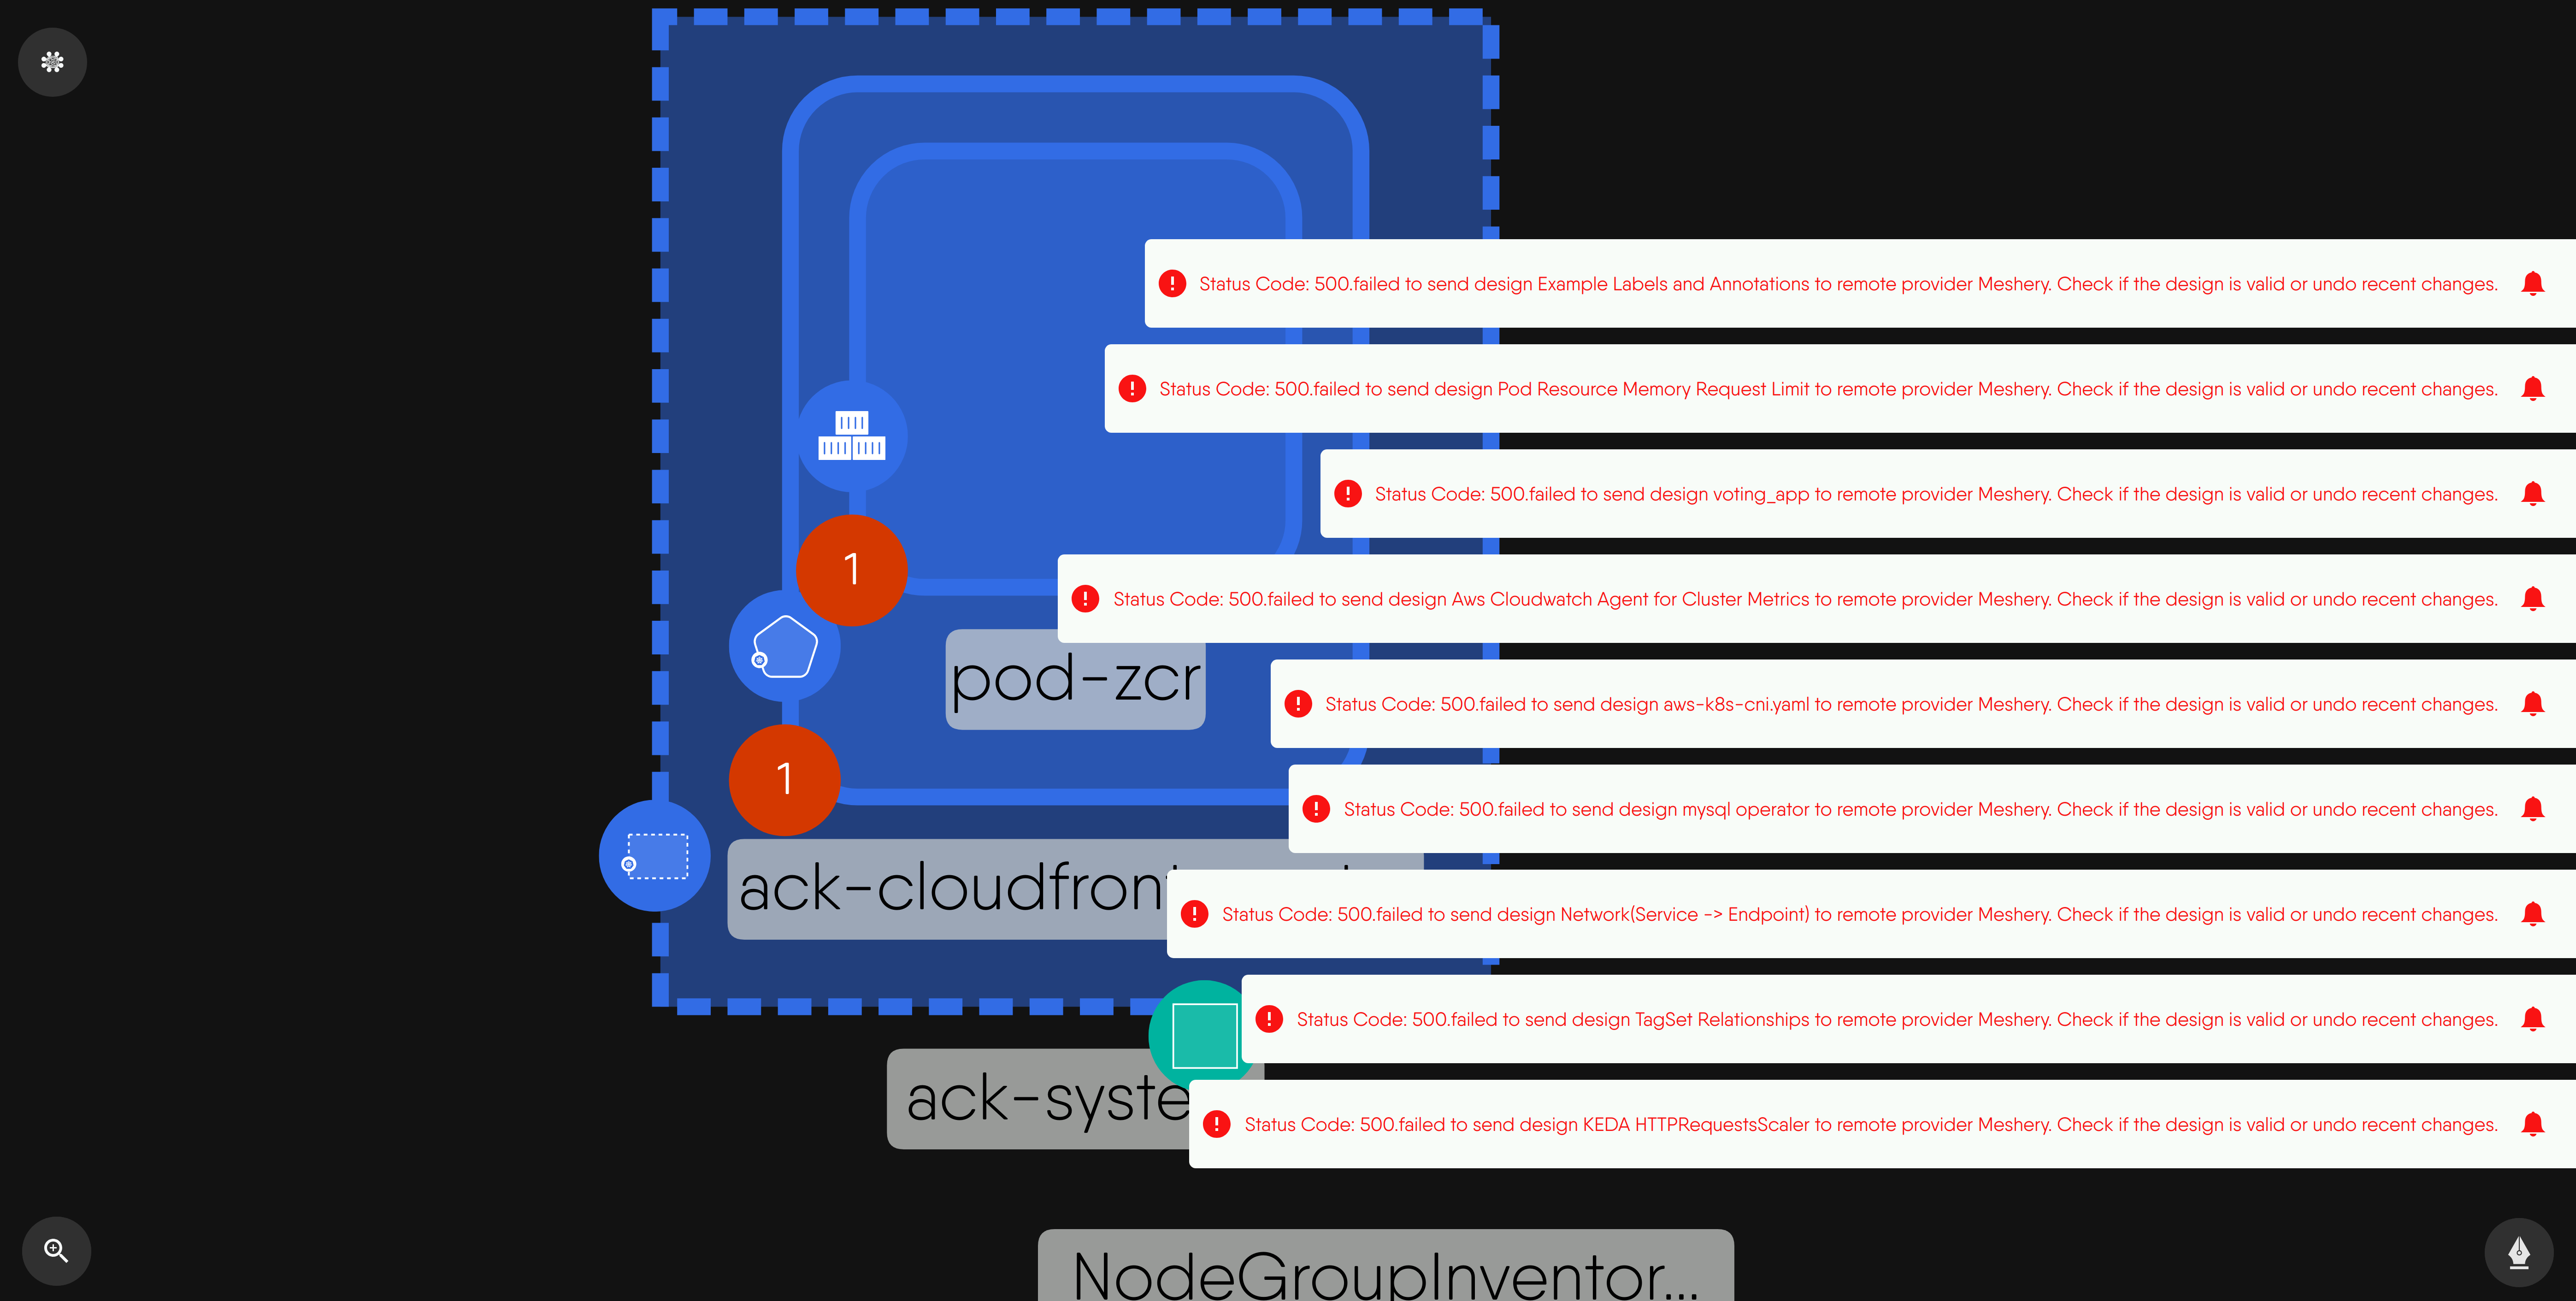 Status Code: 500.failed to send design Example Labels and Annotations to remote provider Meshery. Check if the design is valid or undo recent changes.
Status Code: 500.failed to send design Pod Resource Memory Request Limit to remote provider Meshery. Check if the design is valid or undo recent changes.
Status Code: 500.failed to send design voting_app to remote provider Meshery. Check if the design is valid or undo recent changes.
1
Status Code: 500.failed to send design Aws Cloudwatch Agent for Cluster Metrics to remote provider Meshery. Check if the design is valid or undo recent changes.
pod-zcr
Status Code: 500.failed to send design aws-k8s-cni.yaml to remote provider Meshery. Check if the design is valid or undo recent changes.
1
Status Code: 500.failed to send design mysql operator to remote provider Meshery. Check if the design is valid or undo recent changes.
ack-cloudfron
Status Code: 500.failed to send design Network(Service -> Endpoint) to remote provider Meshery. Check if the design is valid or undo recent changes.
Status Code: 500.failed to send design TagSet Relationships to remote provider Meshery. Check if the design is valid or undo recent changes.
ack-syste
Status Code: 500.failed to send design KEDA HTTPRequestsScaler to remote provider Meshery. Check if the design is valid or undo recent changes.
NodeGroupInventor...